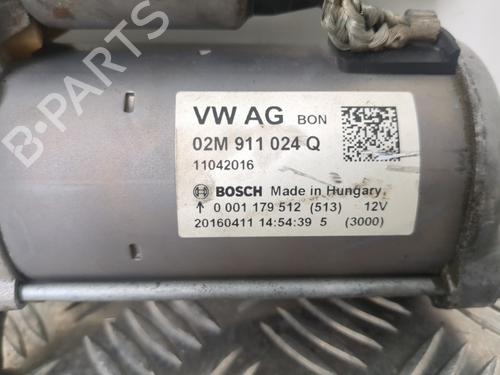 VW AG BON
02M 911 024 Q
11042016
BOSCH Made in Hungary
↑ 0 001 179 512 (513) 12V
20160411 14:54:39 5 (3000)